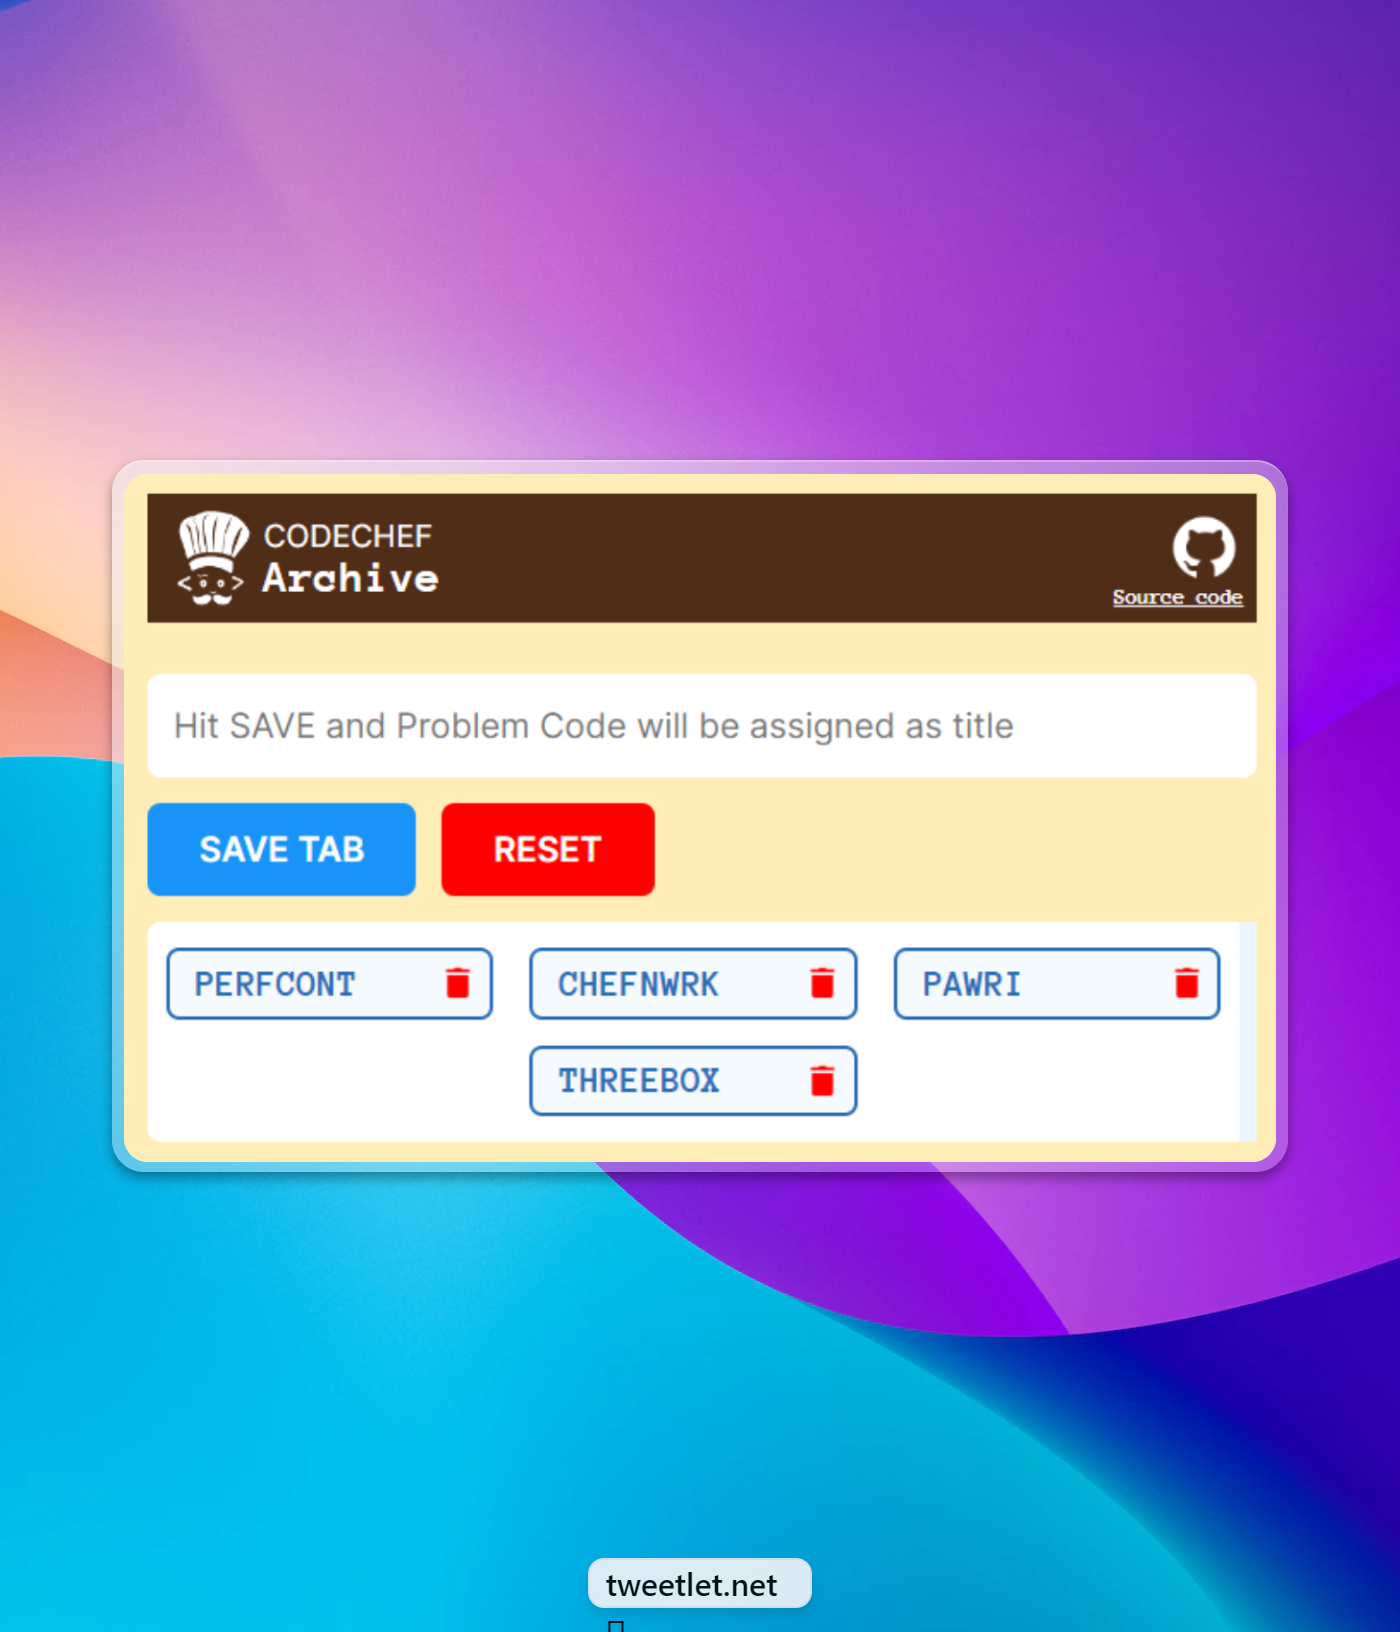 CODECHEF
Archive
Source code
Hit SAVE and Problem Code will be assigned as title
SAVE TAB
RESET
PERFCONT
CHEFNWRK
PAWRI
THREEBOX
tweetlet.net